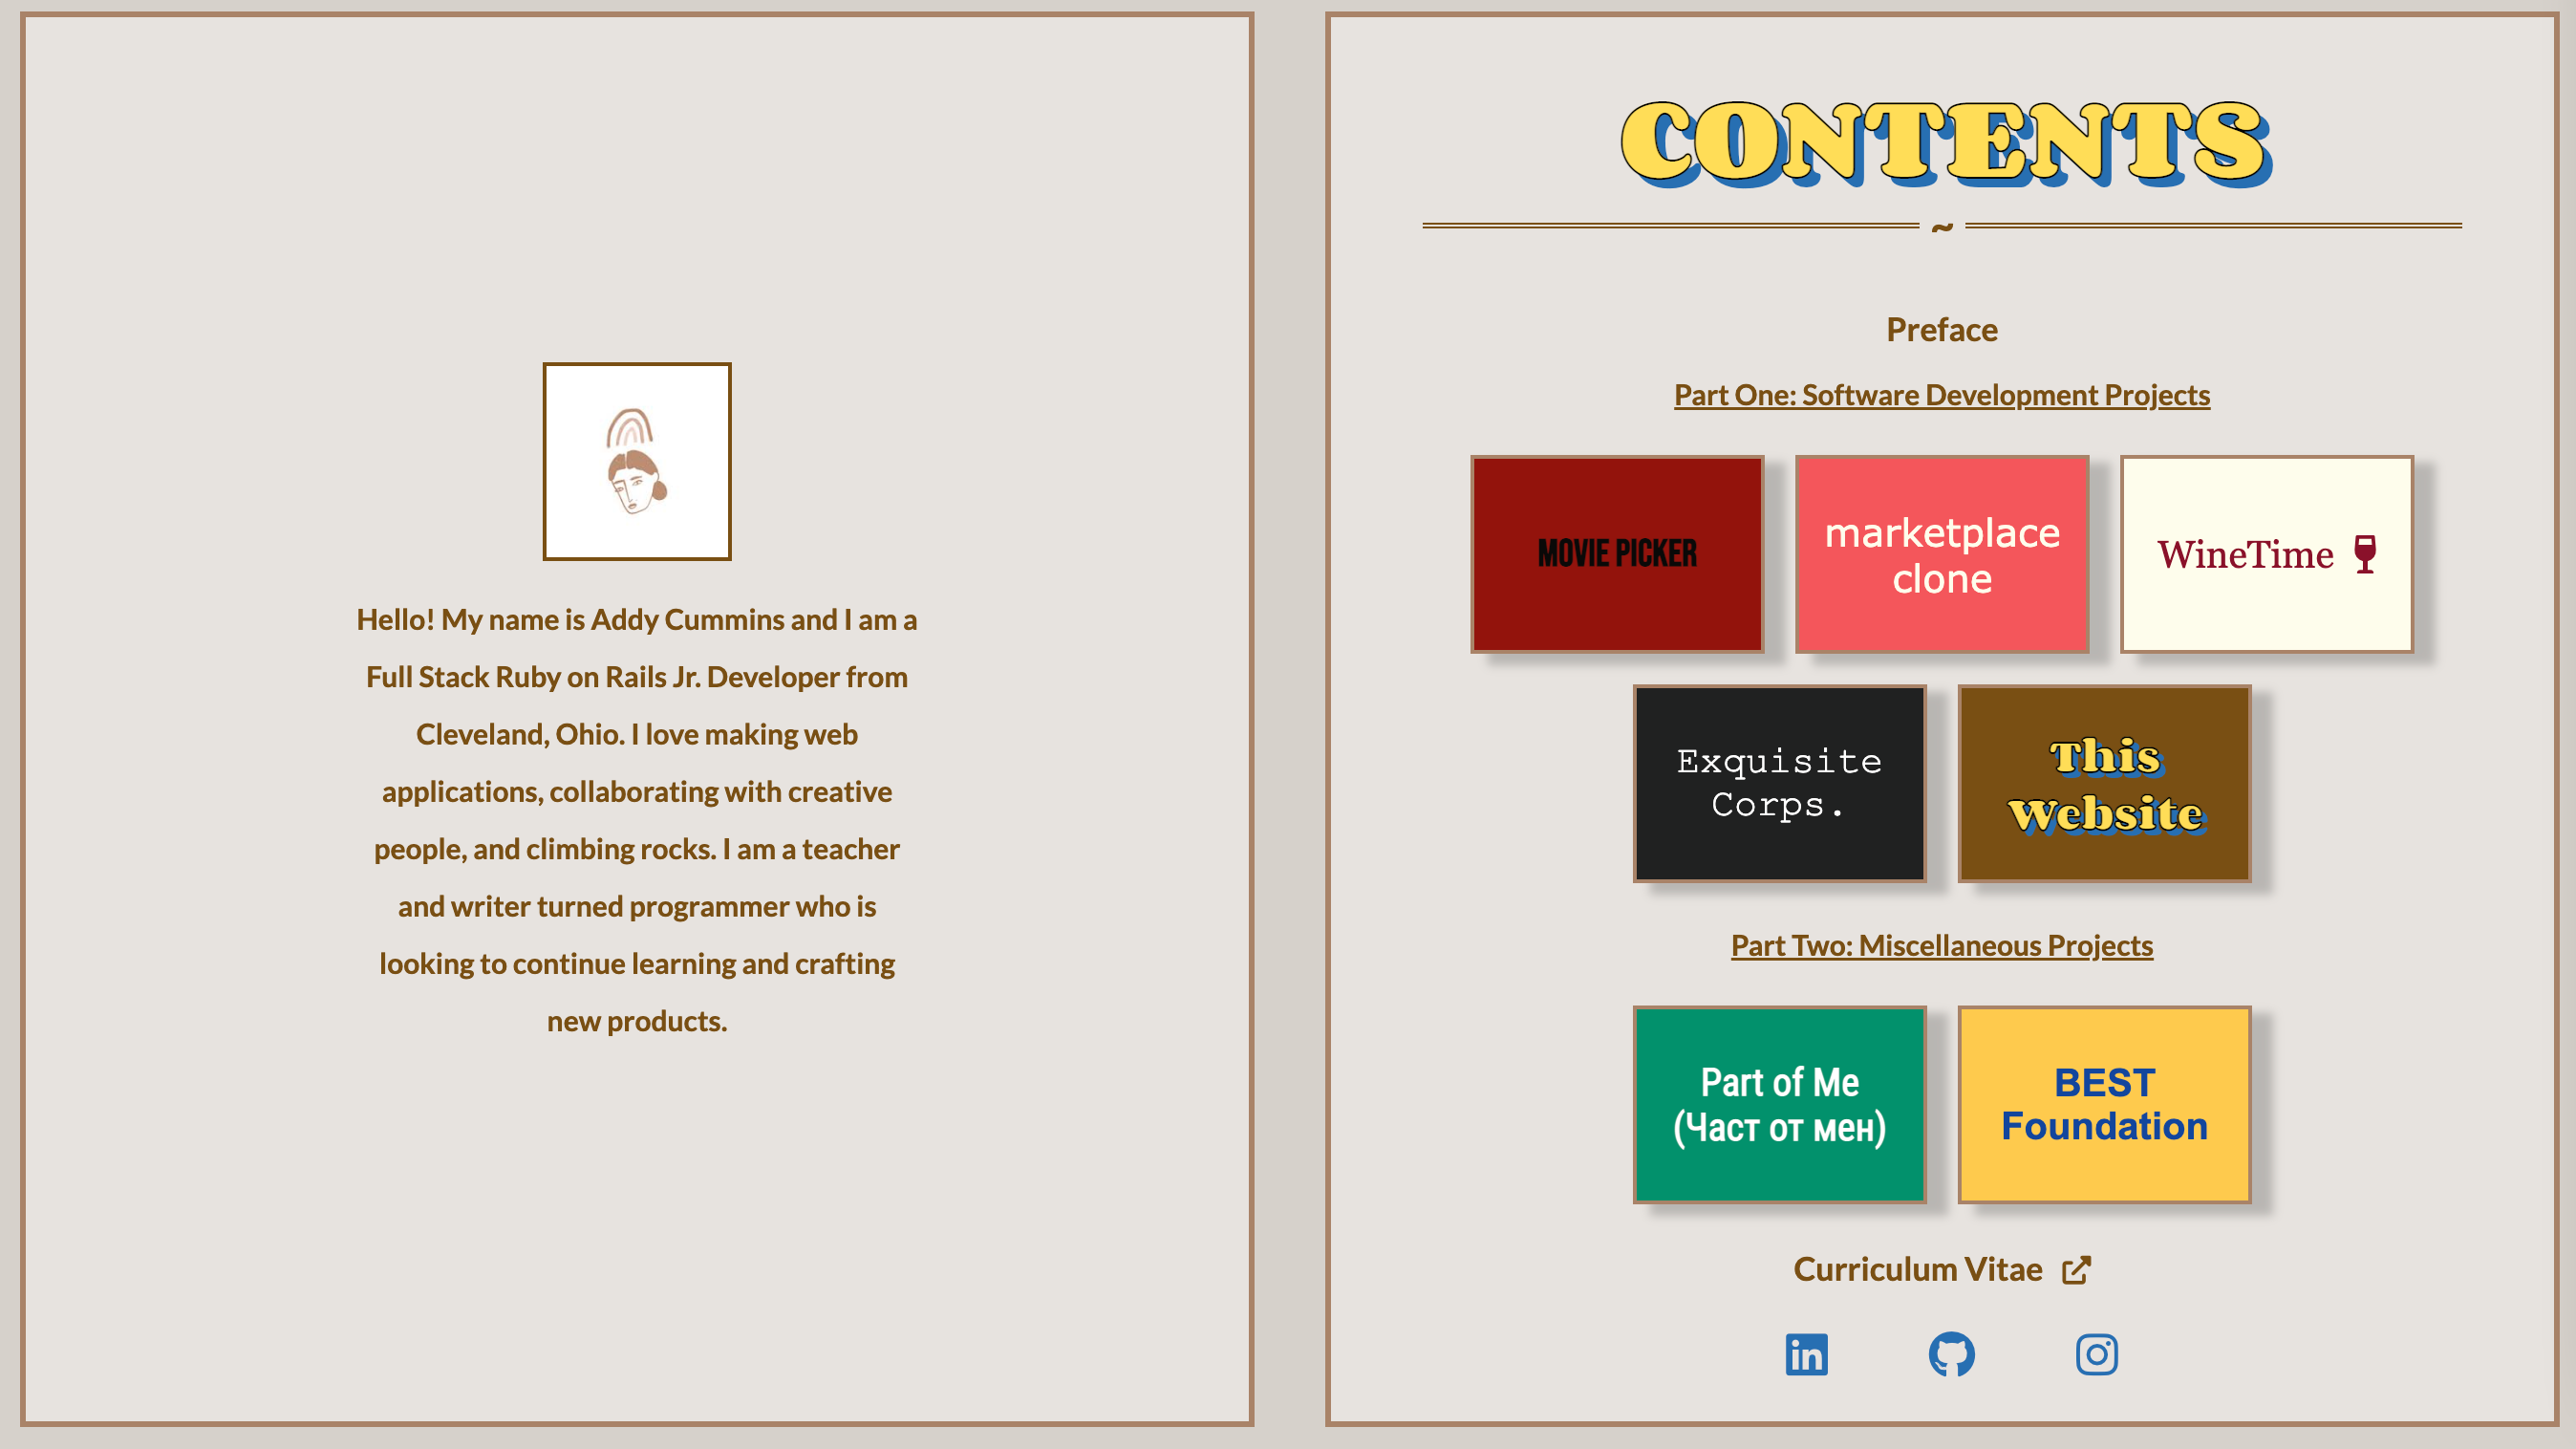 Hello! My name is Addy Cummins and I am a
Full Stack Ruby on Rails Jr. Developer from
Cleveland, Ohio. I love making web
applications, collaborating with creative
people, and climbing rocks. I am a teacher
and writer turned programmer who is
looking to continue learning and crafting
new products.
CONTENTS
~
Preface
Part One: Software Development Projects
MOVIE PICKER
marketplace
clone
WineTime
Exquisite
Corps.
This
Website
Part Two: Miscellaneous Projects
Part of Me
(Част от мен)
BEST
Foundation
Curriculum Vitae
in